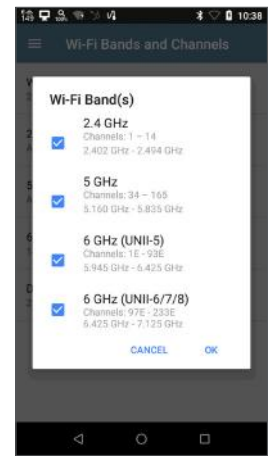 10:38
Wi-Fi Bands and Channels
Wi-Fi Band(s)
2.4 GHz
Channels: 1 – 14
2.402 GHz - 2.494 GHz
5 GHz
Channels: 34 – 165
5.160 GHz - 5.835 GHz
6 GHz (UNII-5)
Channels: 1E - 93E
5.945 GHz - 6.425 GHz
6 GHz (UNII-6/7/8)
Channels: 97E - 233E
6.425 GHz - 7.125 GHz
CANCEL OK